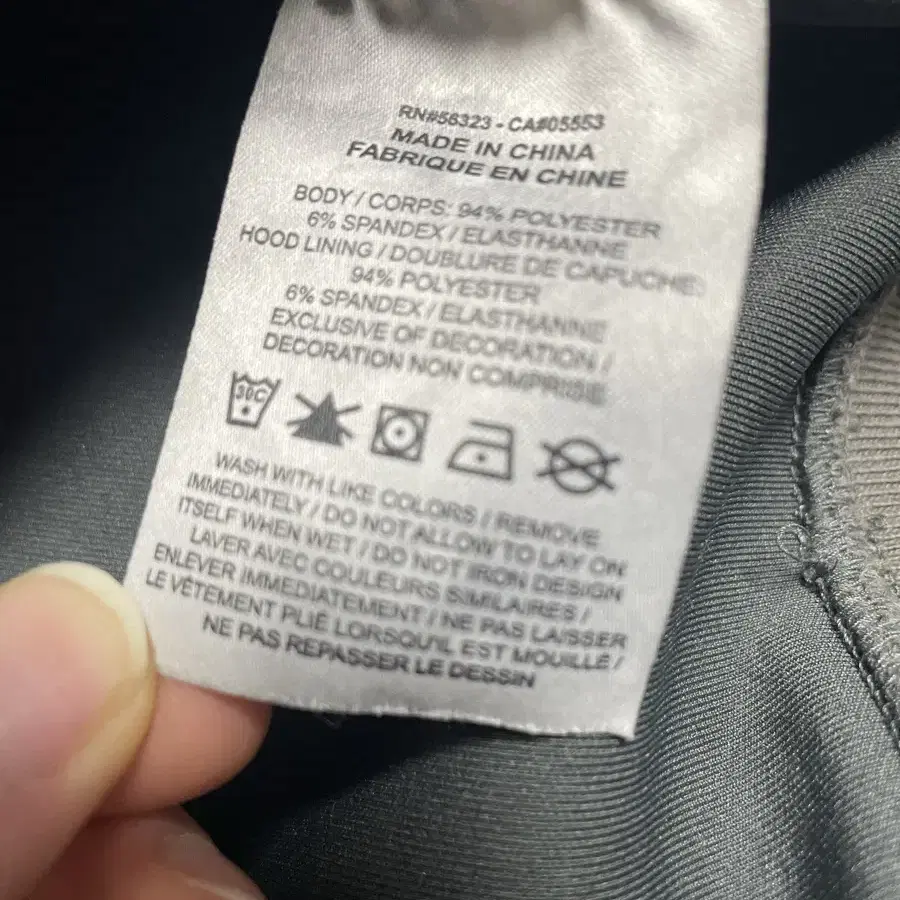 RN#56323 - CA#05553
MADE IN CHINA
FABRIQUE EN CHINE
BODY / CORPS: 94% POLYESTER
6% SPANDEX / ELASTHANNE
HOOD LINING / DOUBLURE DE CAPUCHE:
94% POLYESTER
6% SPANDEX / ELASTHANNE
EXCLUSIVE OF DECORATION /
DECORATION NON COMPRISE
30C
WASH WITH LIKE COLORS / REMOVE
IMMEDIATELY / DO NOT ALLOW TO LAY ON
ITSELF WHEN WET / DO NOT IRON DESIGN
LAVER AVEC COULEURS SIMILAIRES /
ENLEVER IMMEDIATEMENT / NE PAS LAISSER
LE VÊTEMENT PLIÉ LORSQU'IL EST MOUILLÉ /
NE PAS REPASSER LE DESSIN